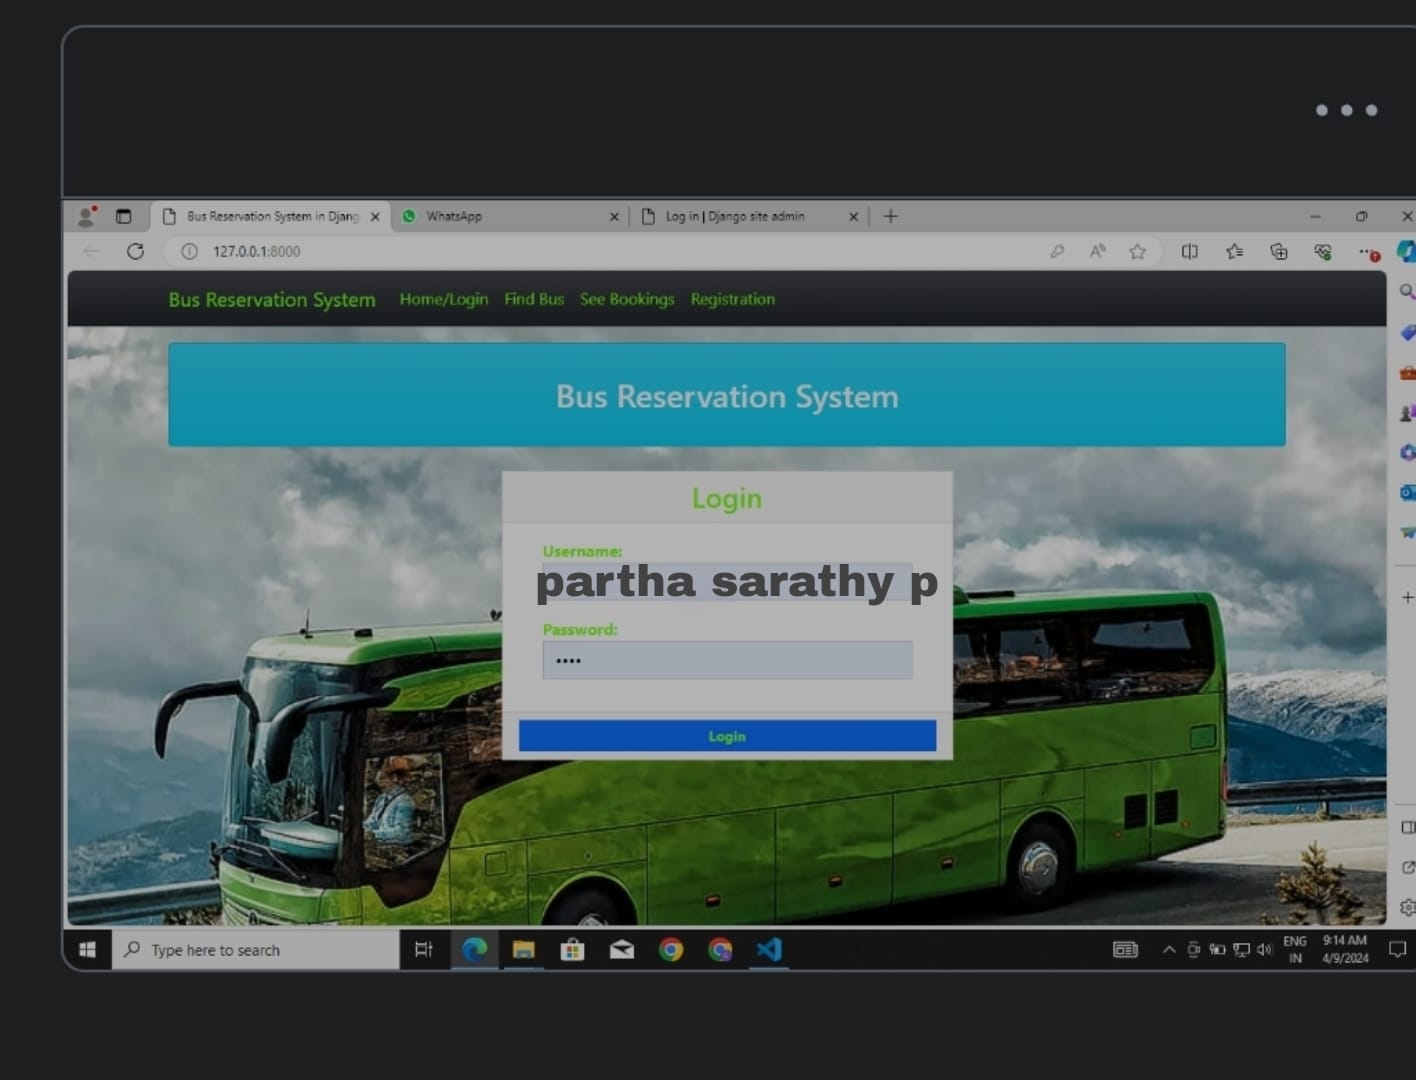 Bus Reservation System in Djang
WhatsApp
Log in | Django site admin
127.0.0.1:8000
Bus Reservation System Home/Login Find Bus See Bookings Registration
Bus Reservation System
Login
Username:
partha sarathy p
Password:
Login
Type here to search
ENG
IN
9:14 AM
4/9/2024